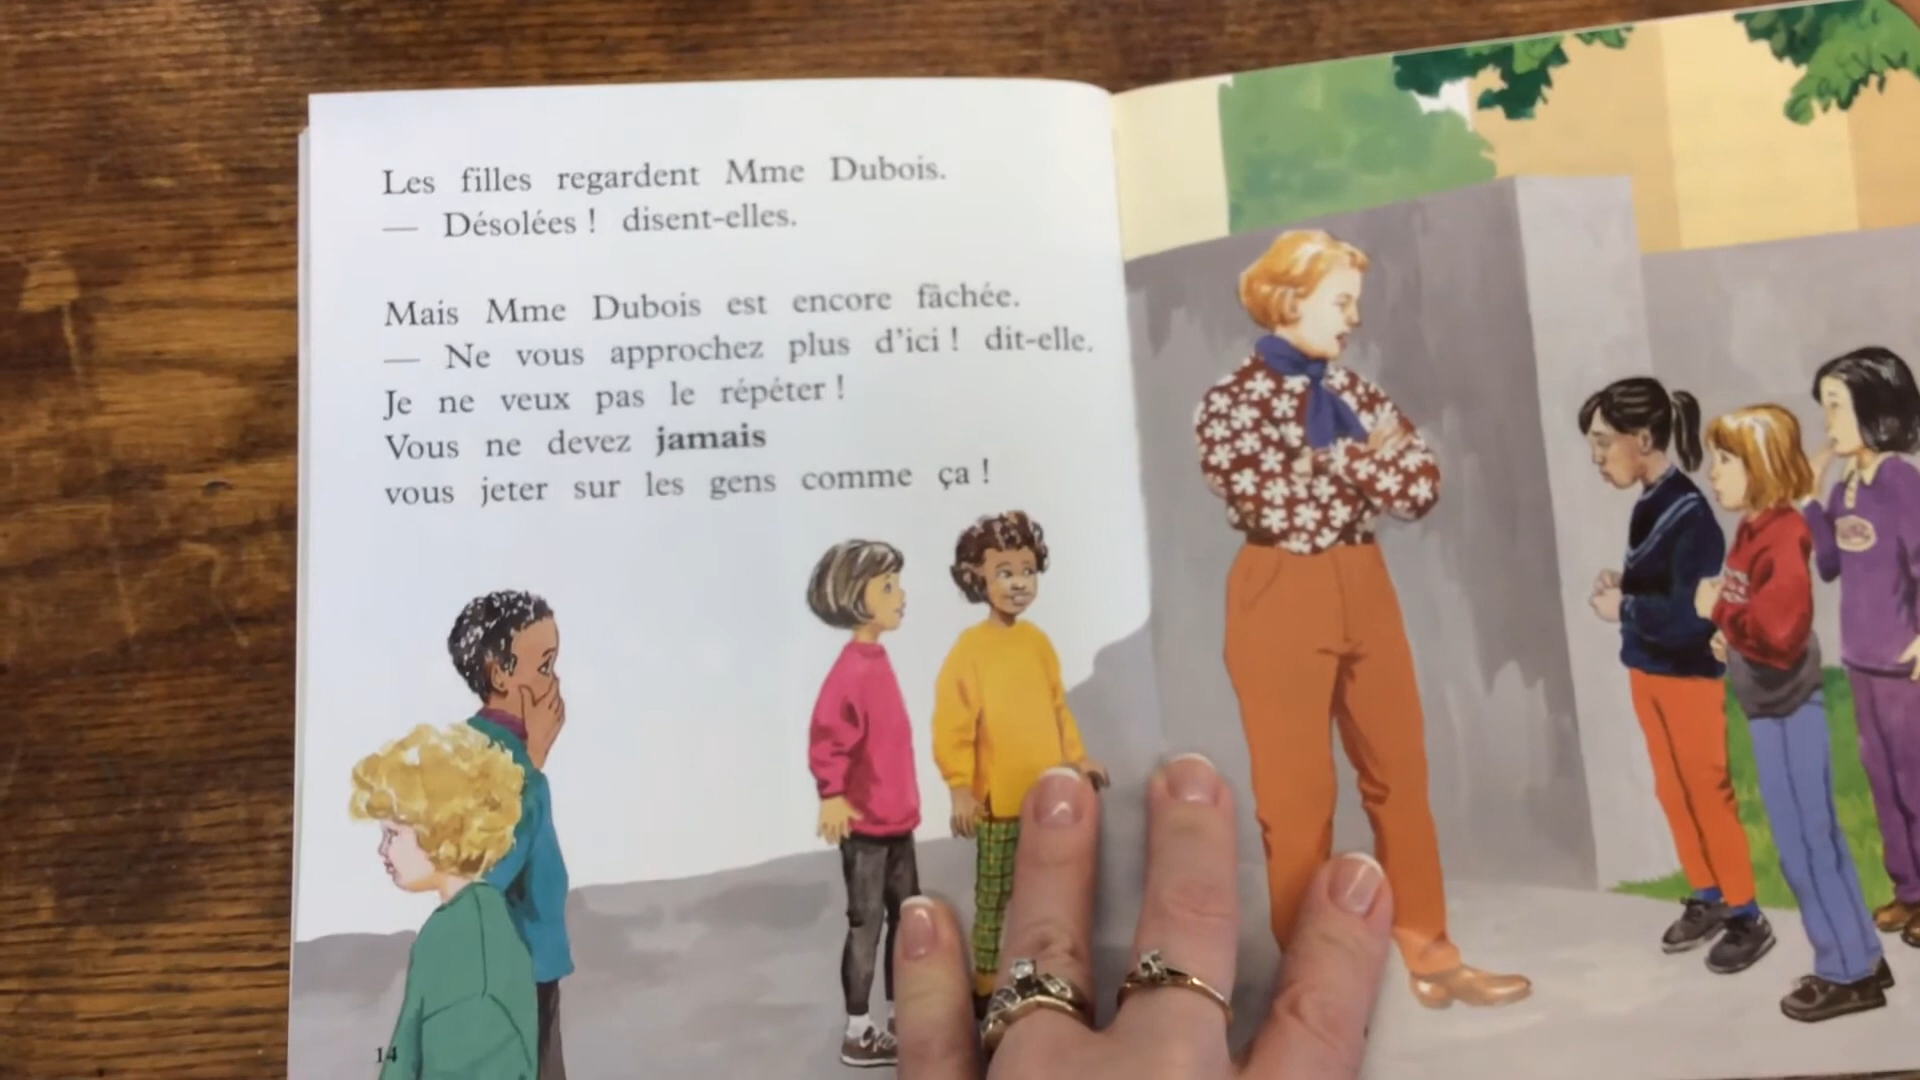 Les filles regardent Mme Dubois.
— Désolées ! disent-elles.
Mais Mme Dubois est encore fâchée.
— Ne vous approchez plus d'ici ! dit-elle.
Je ne veux pas le répéter !
Vous ne devez jamais
vous jeter sur les gens comme ça !
14